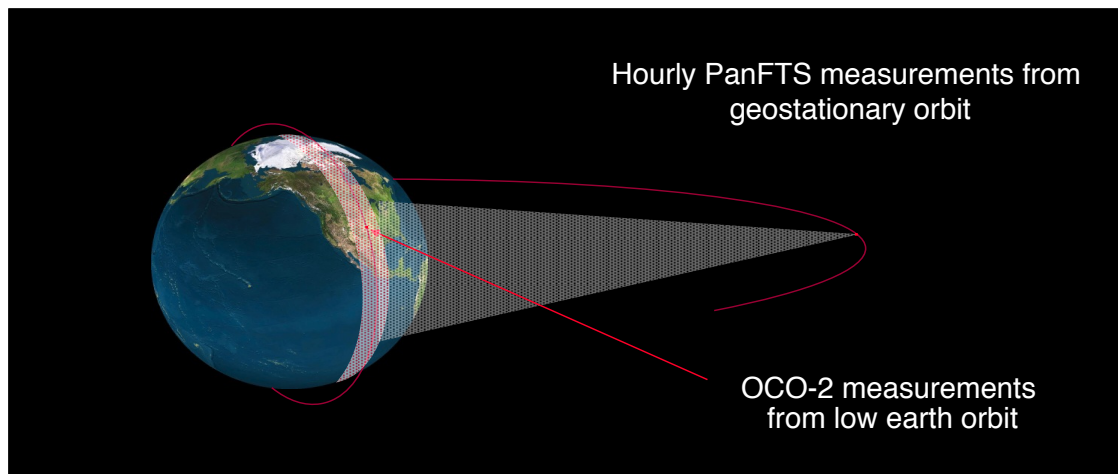 Hourly PanFTS measurements from
geostationary orbit
OCO-2 measurements
from low earth orbit